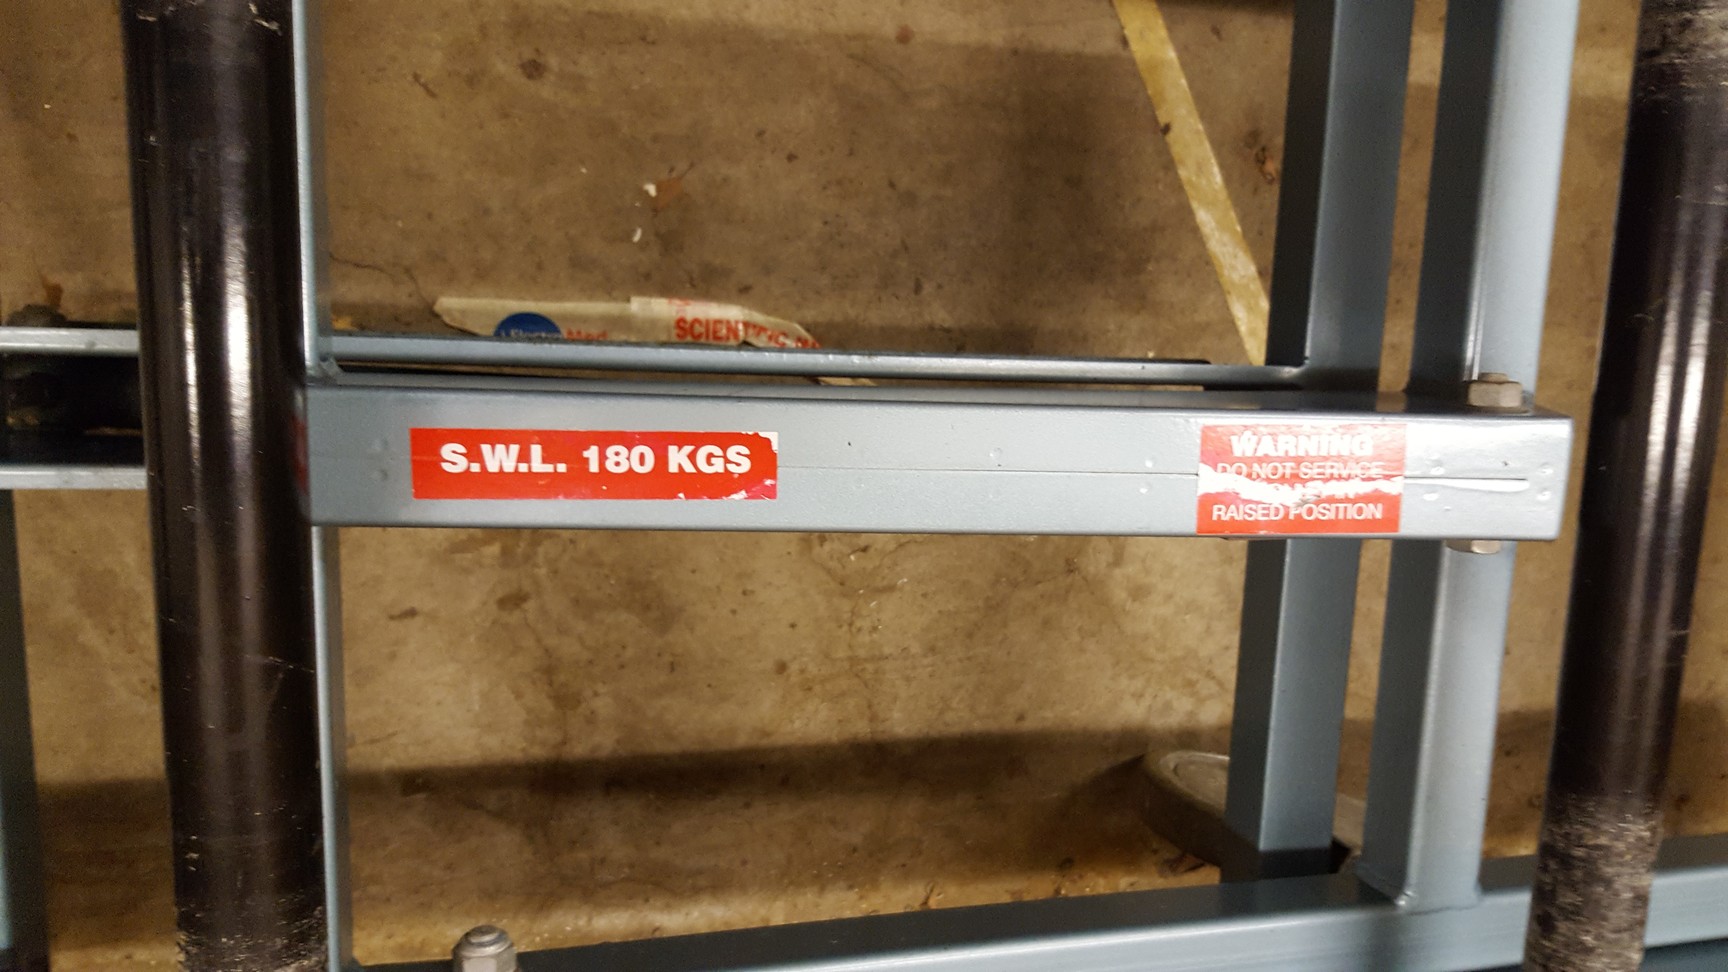 SCIENTIFIC
S.W.L. 180 KGS
WARNING
DO NOT SERVICE
RAISED POSITION